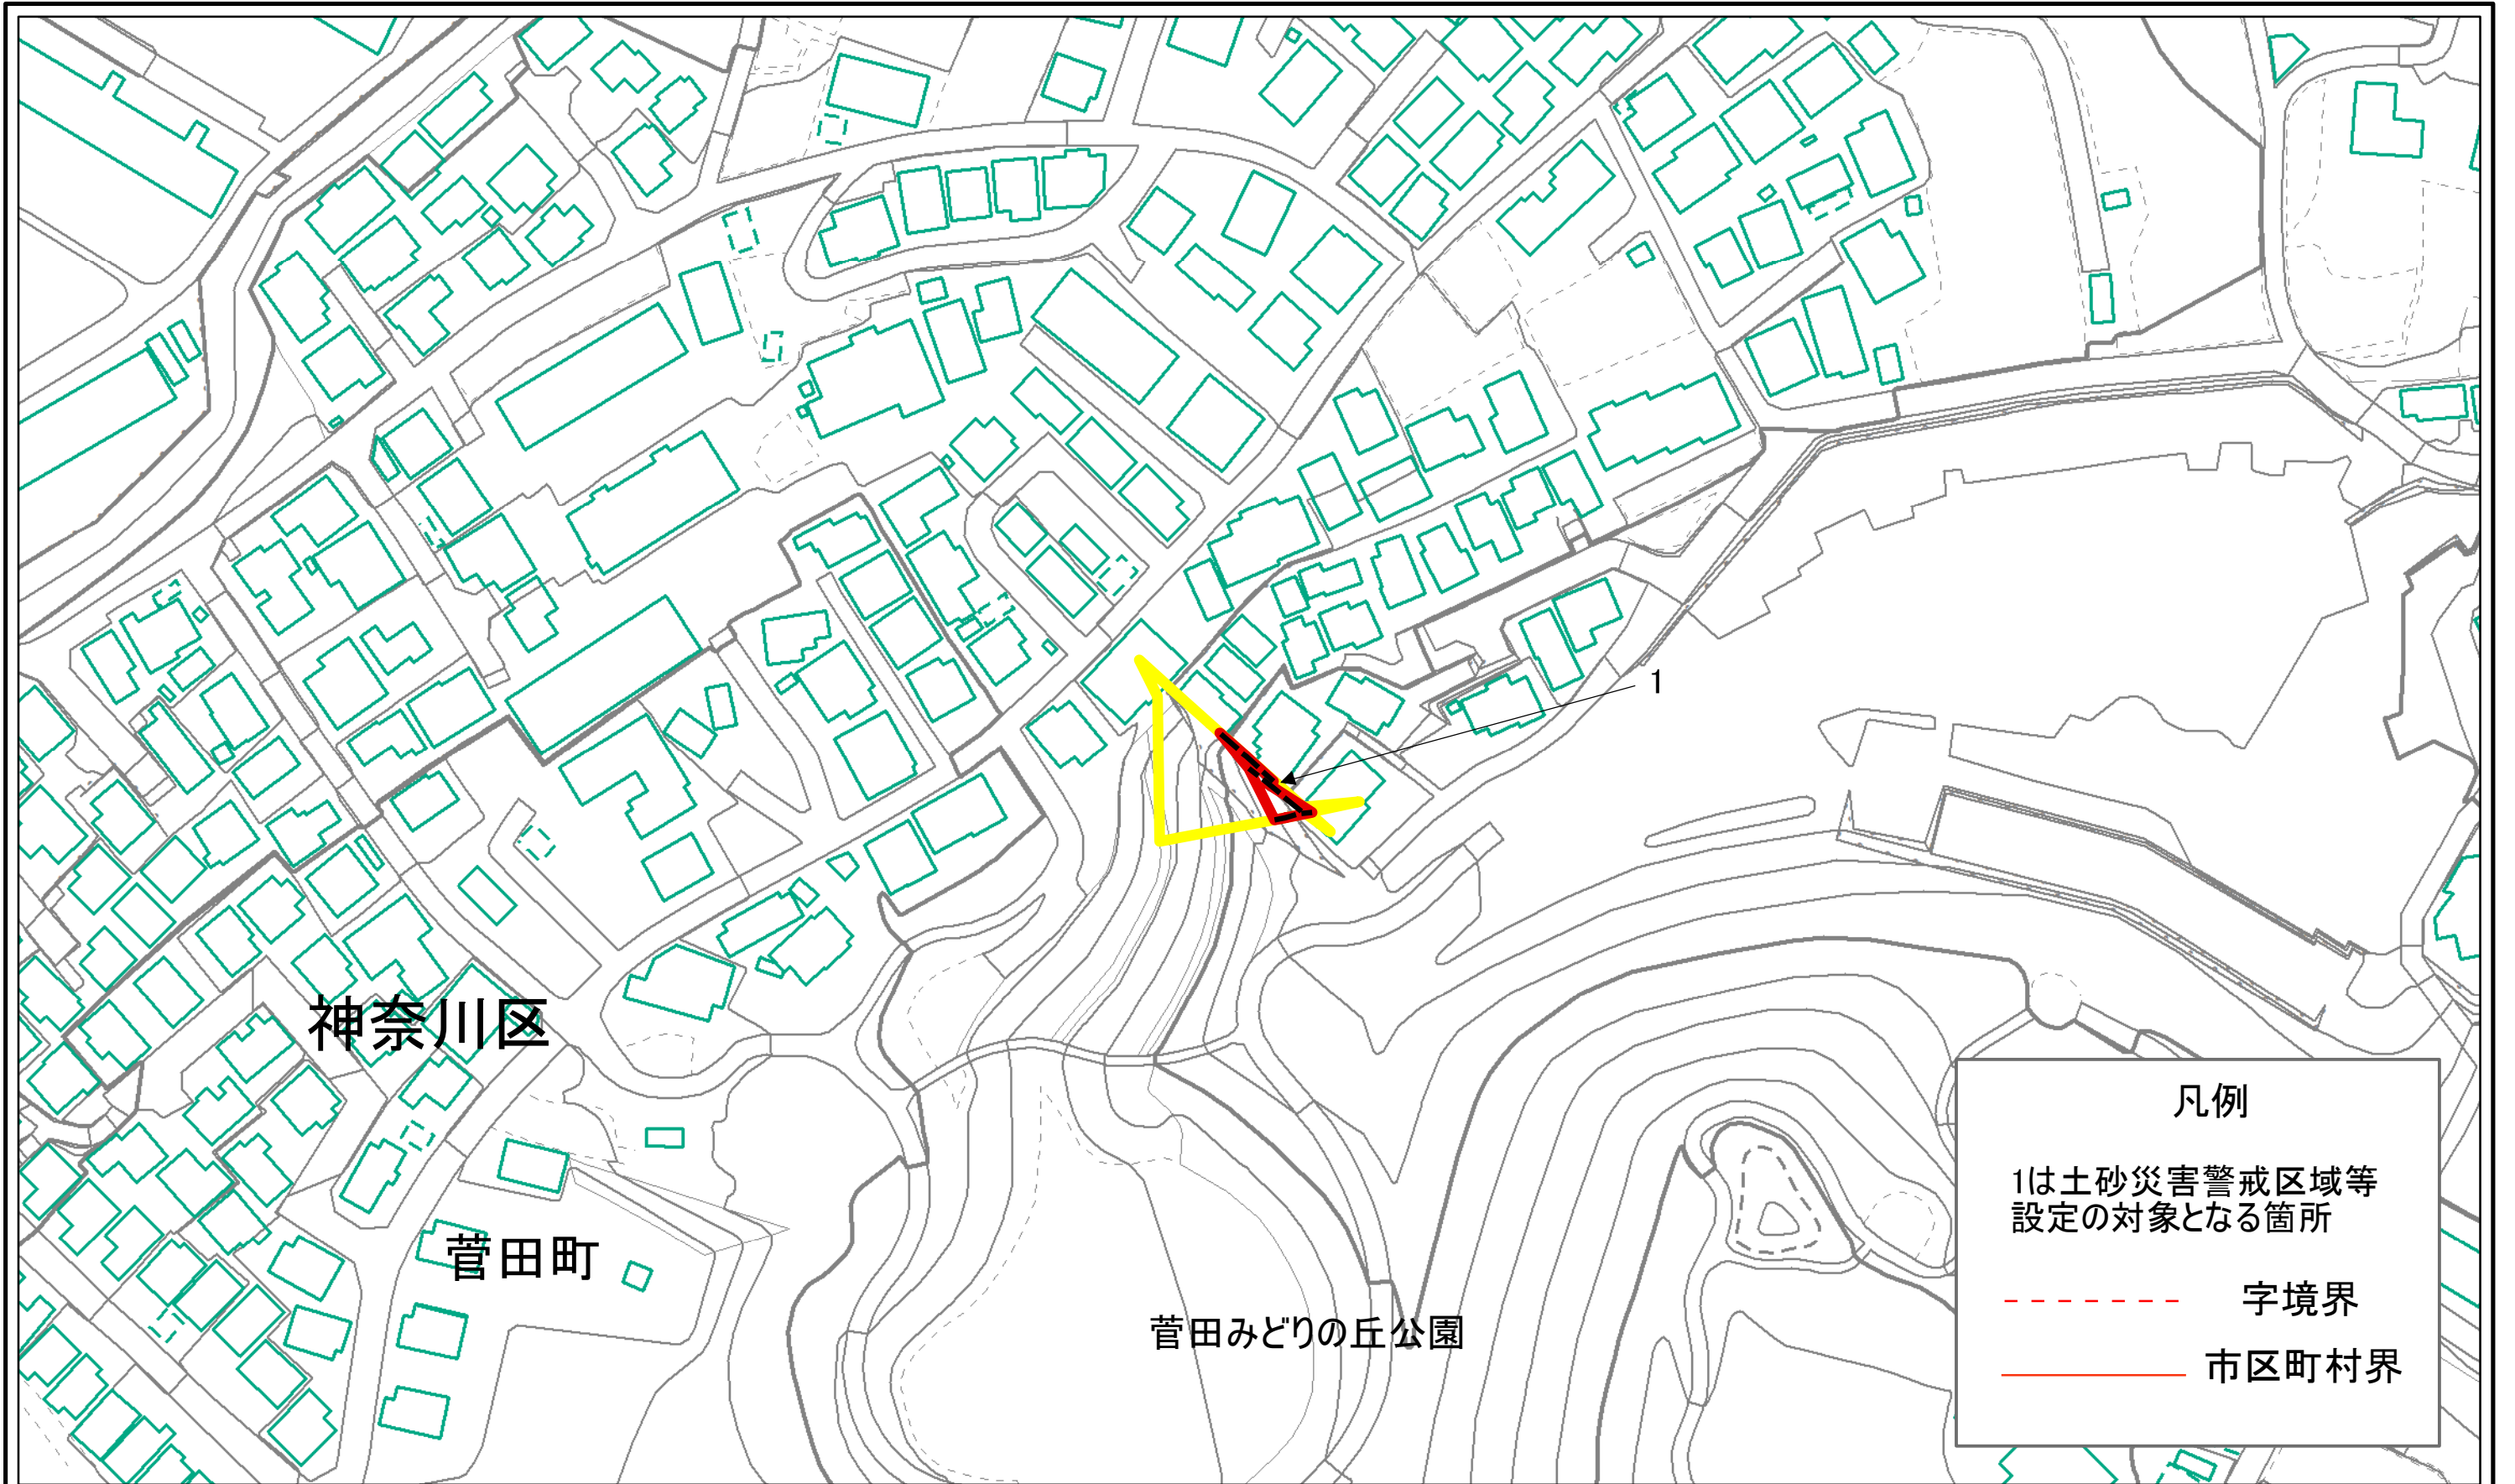 1
神奈川区
菅田町
菅田みどりの丘公園
凡例
1は土砂災害警戒区域等
設定の対象となる箇所
字境界
市区町村界